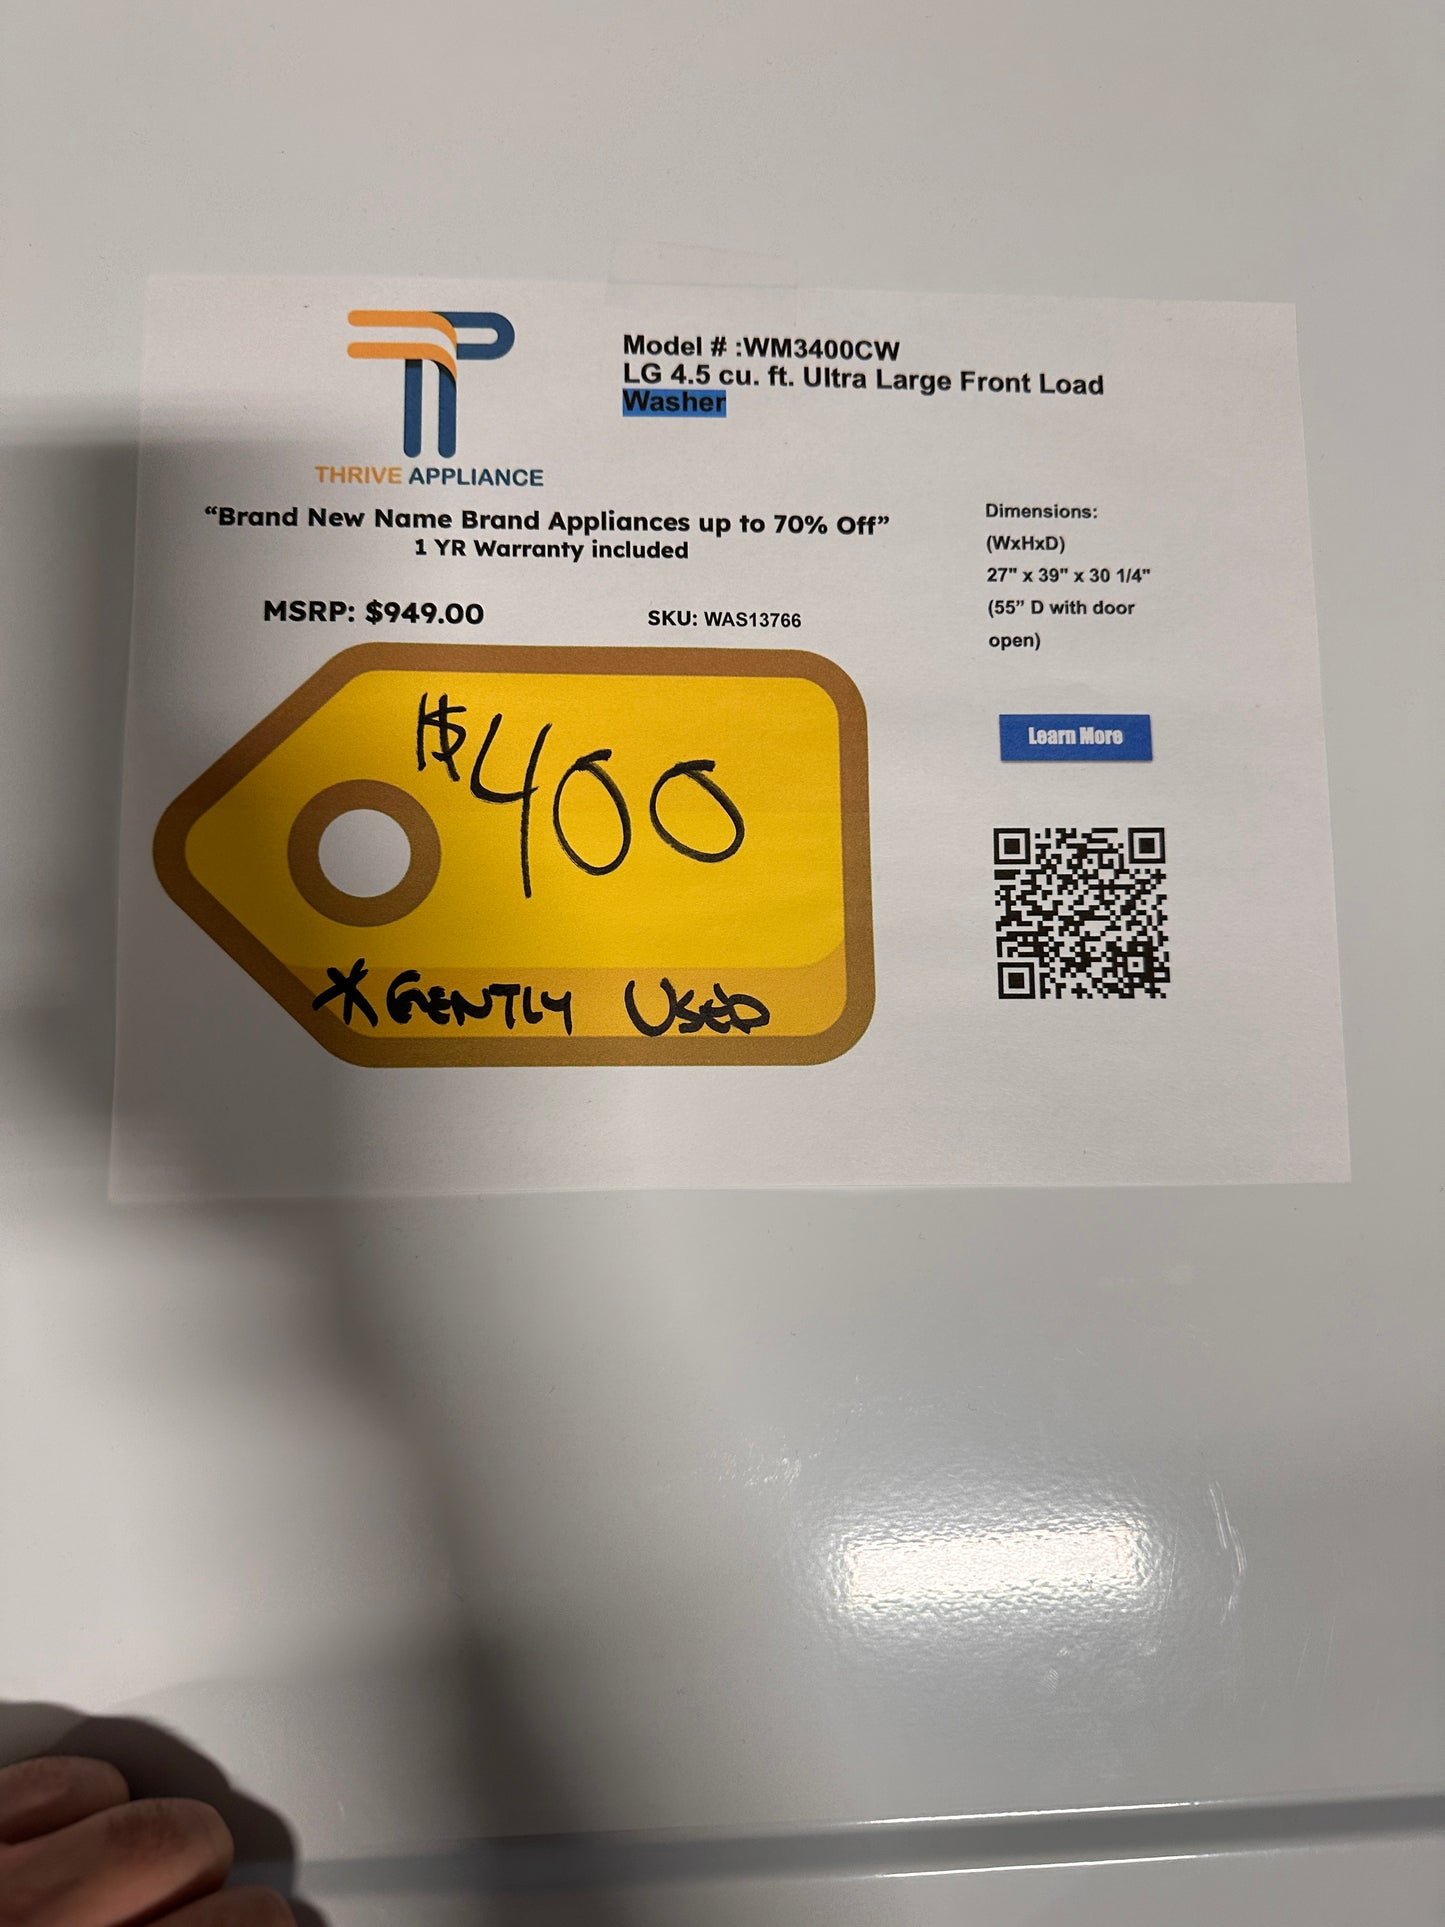 THRIVE APPLIANCE
Model # :WM3400CW
LG 4.5 cu. ft. Ultra Large Front Load
Washer
“Brand New Name Brand Appliances up to 70% Off”
1 YR Warranty included
MSRP: $949.00
SKU: WAS13766
$400
*GENTLY USED
Dimensions:
(WxHxD)
27" x 39" x 30 1/4"
(55” D with door
open)
Learn More